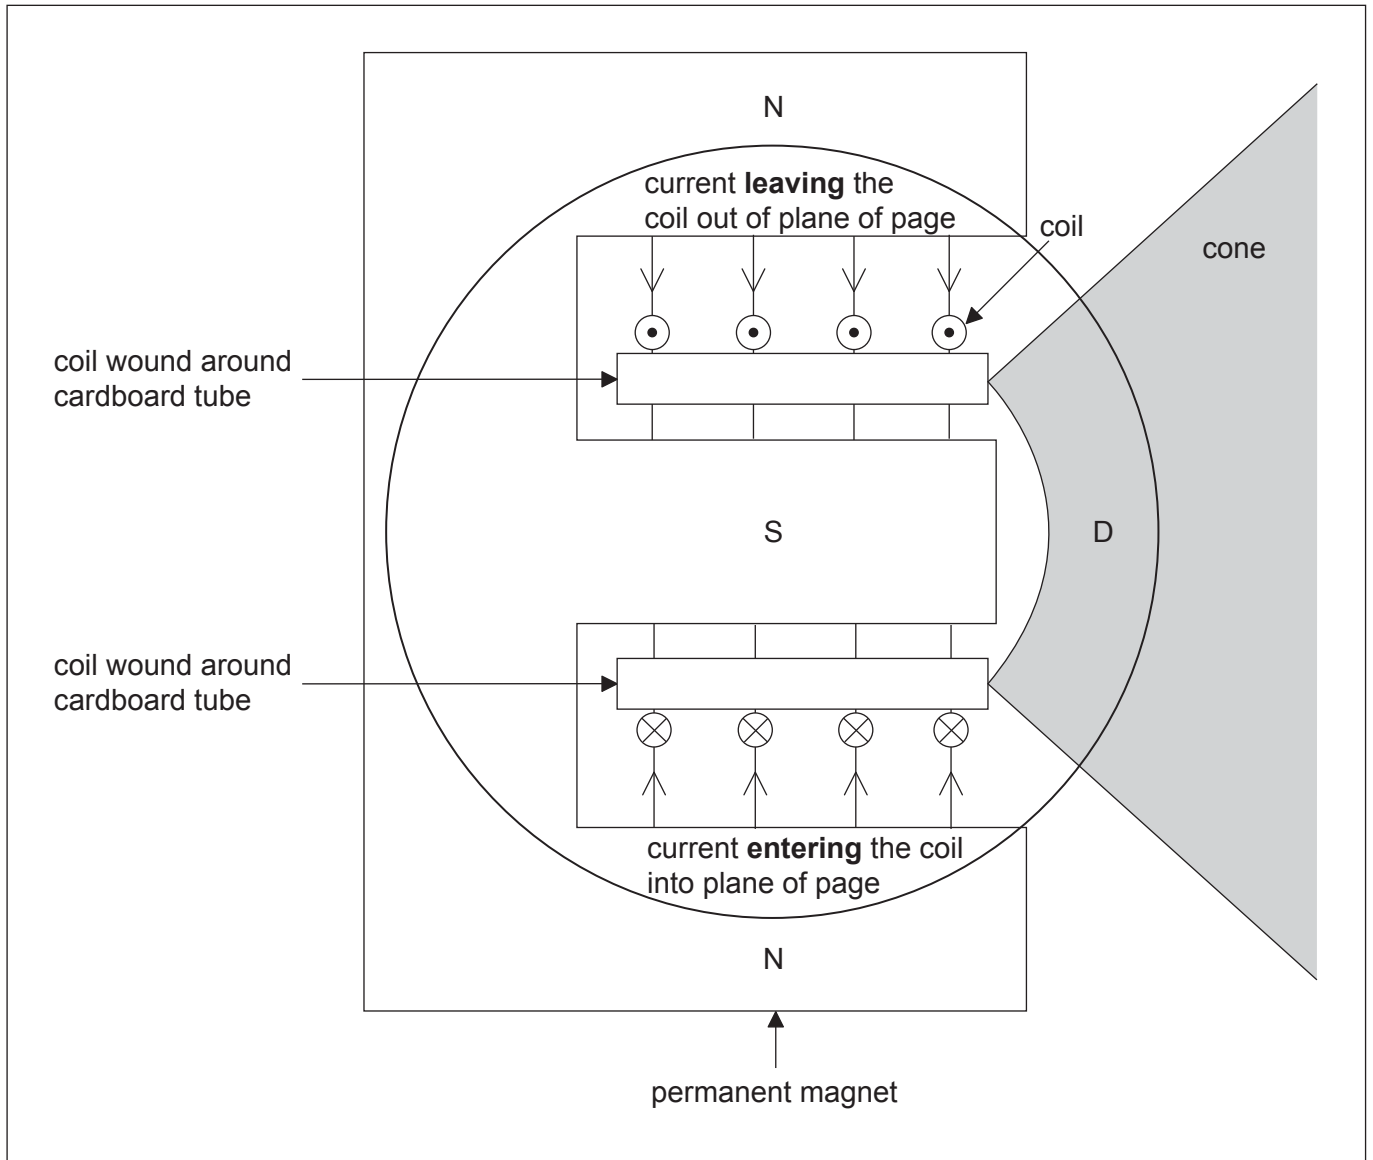 N
current leaving the
coil out of plane of page
coil
cone
coil wound around
cardboard tube
S
D
coil wound around
cardboard tube
current entering the coil
into plane of page
N
permanent magnet